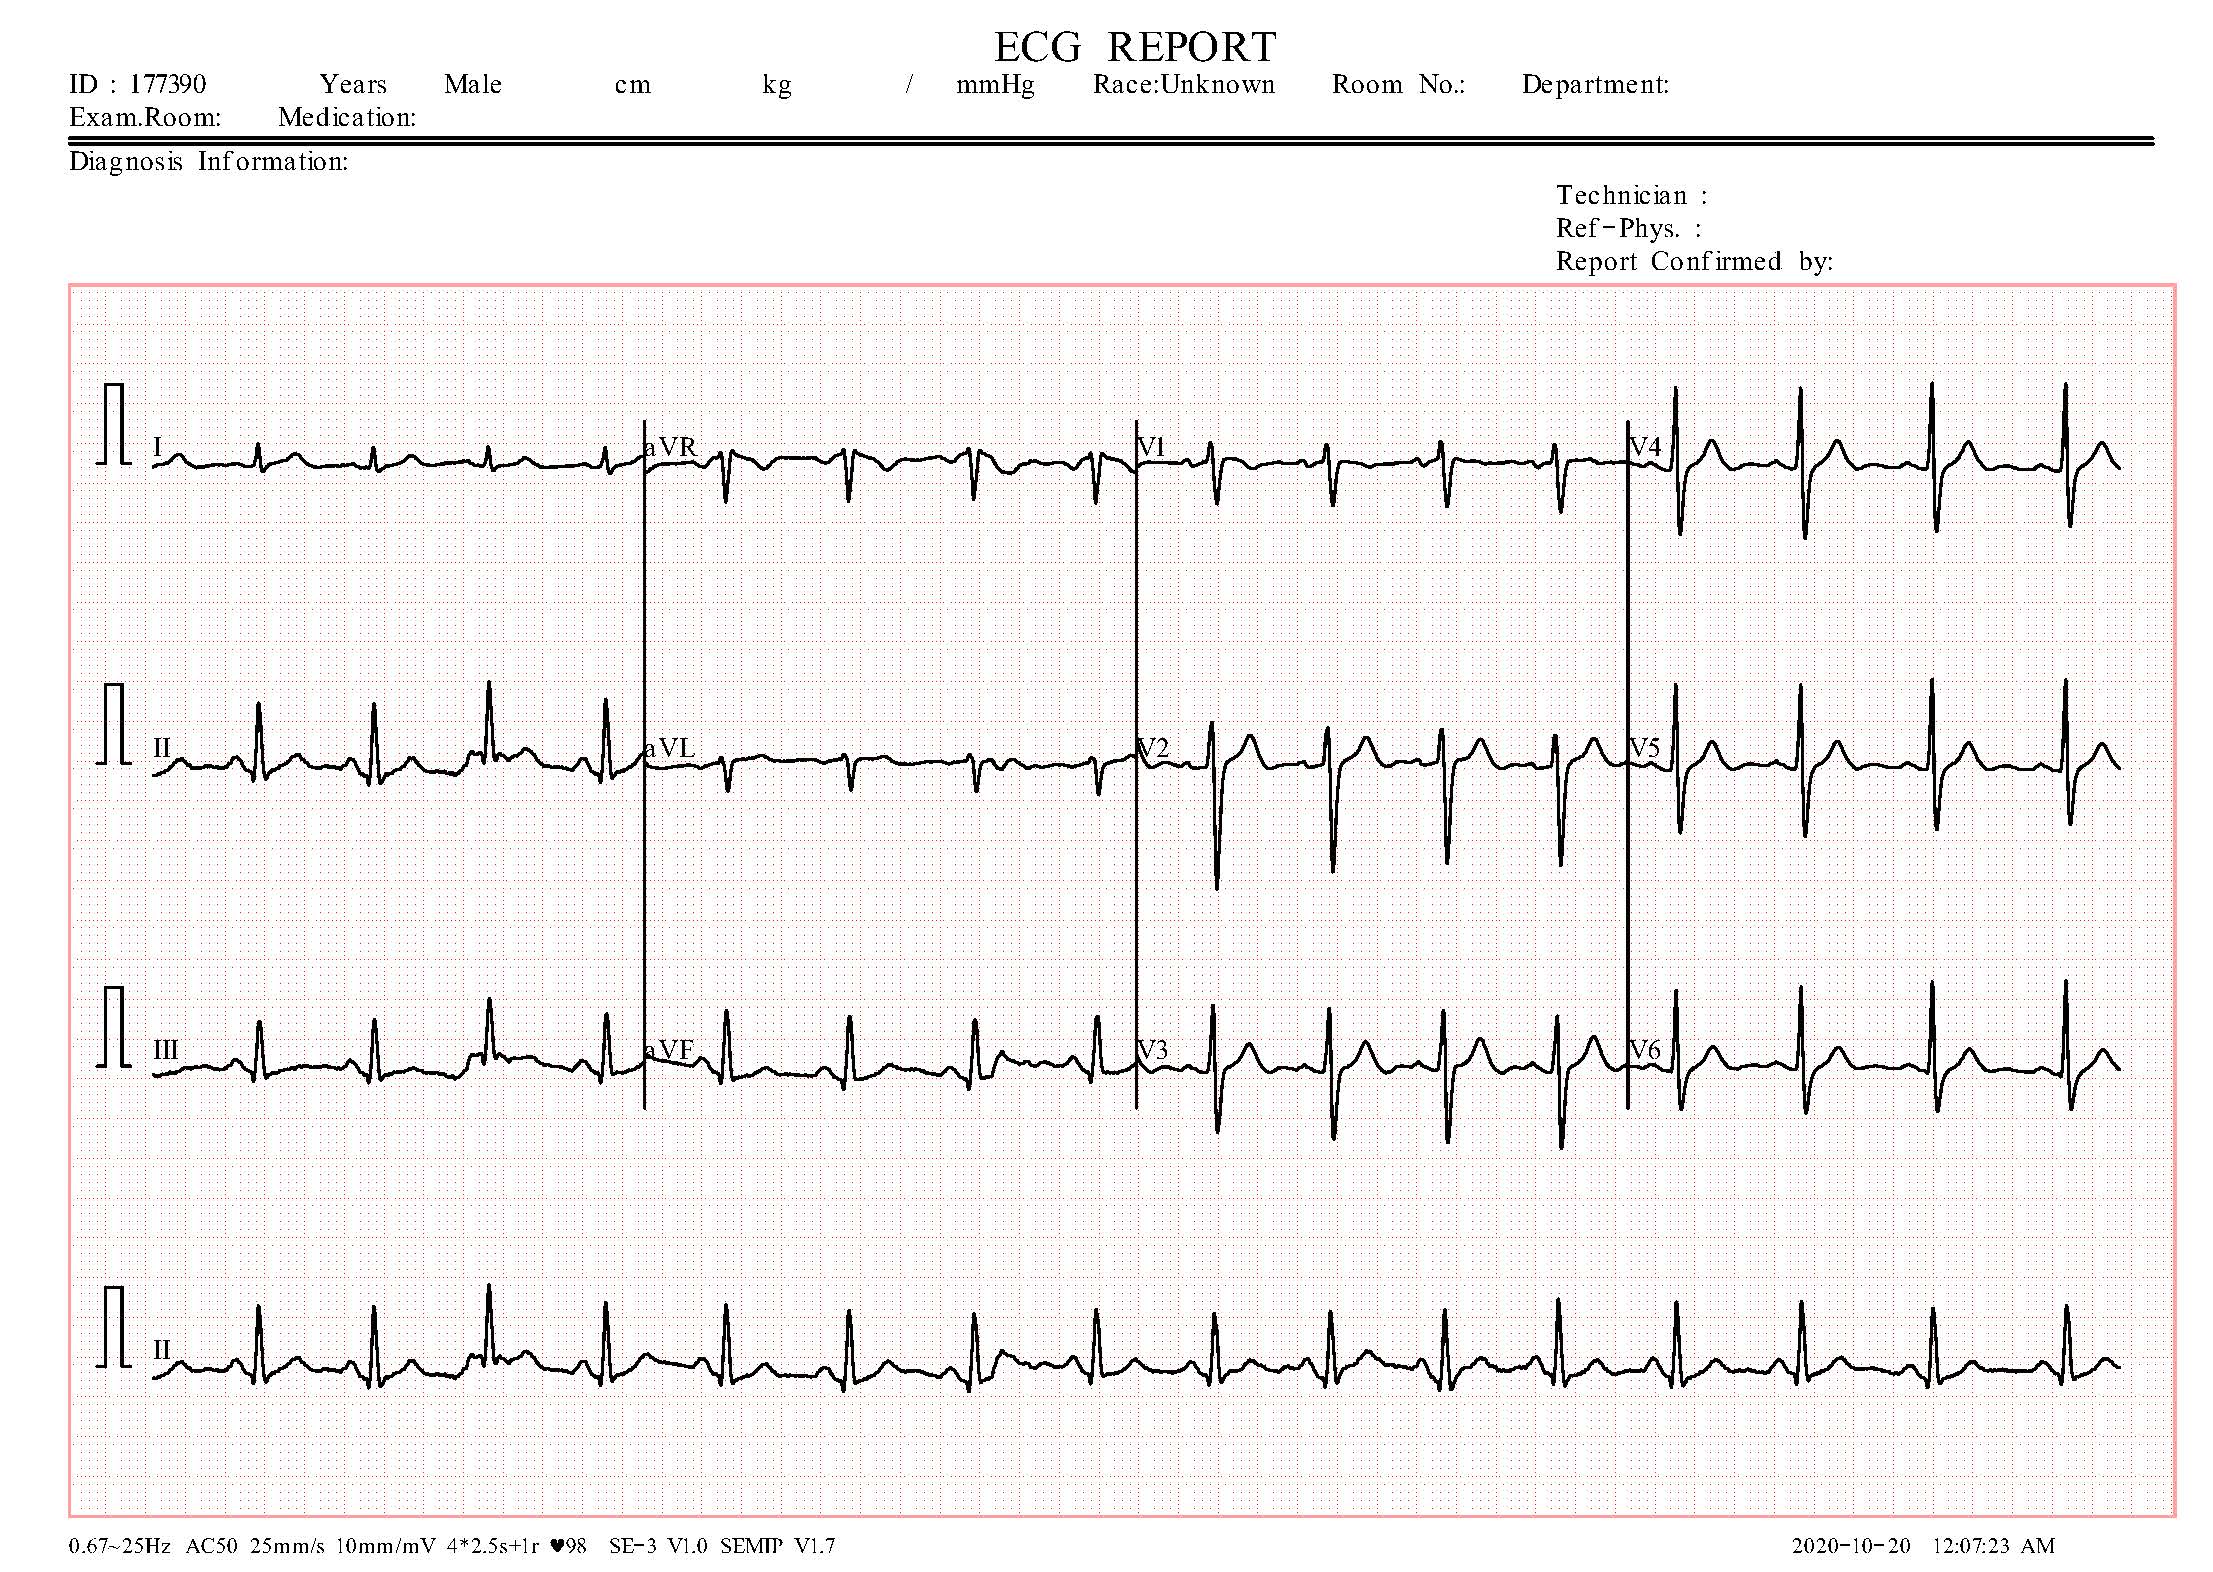 ECG REPORT
ID : 177390 Years Male cm kg / mmHg Race:Unknown Room No.: Department:
Exam.Room: Medication:
Diagnosis Information:
Technician :
Ref-Phys. :
Report Confirmed by:
I aVR V1 V4
II aVL V2 V5
III aVF V3 V6
II
0.67~25Hz AC50 25mm/s 10mm/mV 4*2.5s+1r ♥98 SE-3 V1.0 SEMIP V1.7 2020-10-20 12:07:23 AM